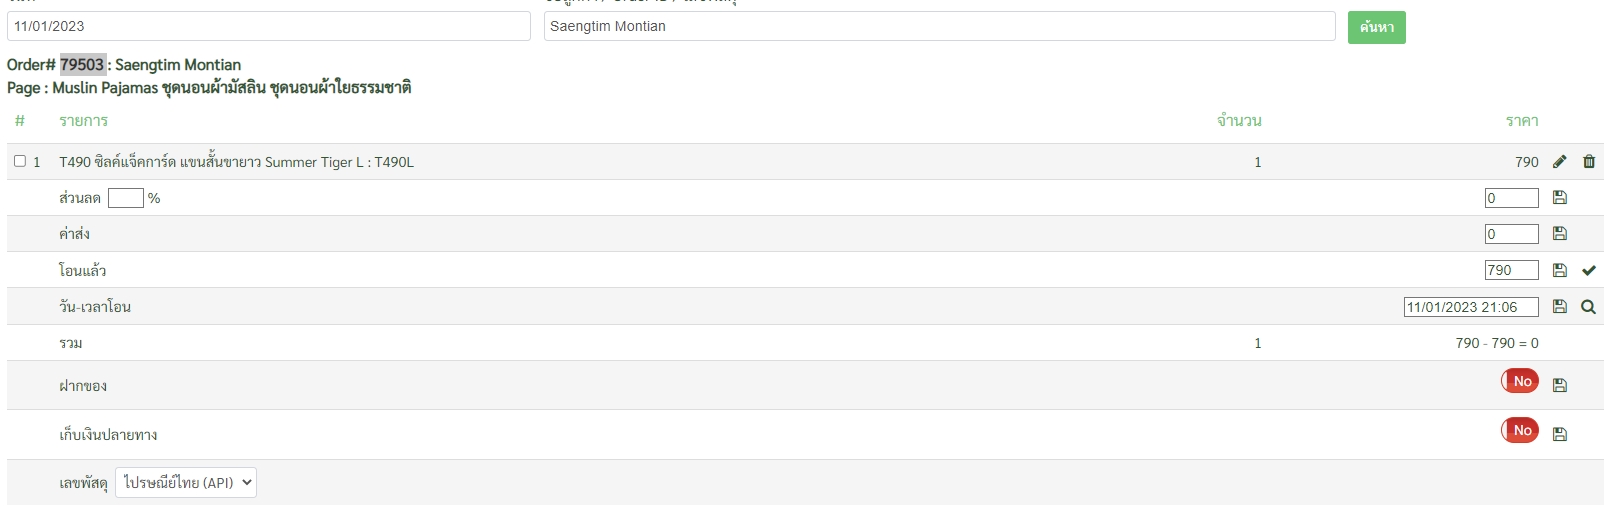 11/01/2023 Saengtim Montian ค้นหา
Order# 79503 : Saengtim Montian
Page : Muslin Pajamas ชุดนอนผ้ามัสลิน ชุดนอนผ้าใยธรรมชาติ
# รายการ จำนวน ราคา
1 T490 ซิลค์แจ็คการ์ด แขนสั้นขายาว Summer Tiger L : T490L 1 790
ส่วนลด % 0
ค่าส่ง 0
โอนแล้ว 790
วัน-เวลาโอน 11/01/2023 21:06
รวม 1 790 - 790 = 0
ฝากของ No
เก็บเงินปลายทาง No
เลขพัสดุ ไปรษณีย์ไทย (API)